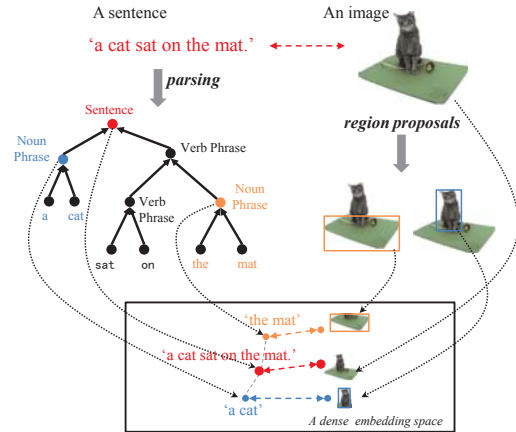 A sentence
An image
'a cat sat on the mat.'
parsing
Sentence
region proposals
Noun
Phrase
Verb Phrase
a
cat
Verb
Phrase
Noun
Phrase
sat
on
the
mat
'the mat'
'a cat sat on the mat.'
'a cat'
A dense embedding space